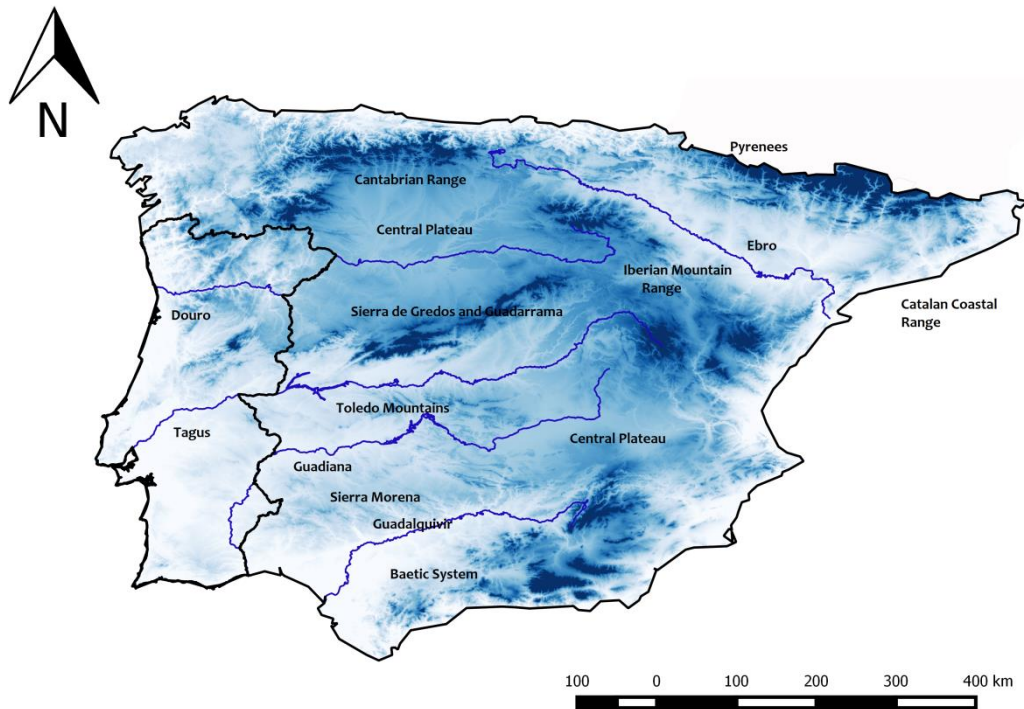 N
Pyrenees
Cantabrian Range
Central Plateau
Ebro
Iberian Mountain
Range
Catalan Coastal
Range
Douro
Sierra de Gredos and Guadarrama
Toledo Mountains
Tagus
Central Plateau
Guadiana
Sierra Morena
Guadalquivir
Baetic System
100 0 100 200 300 400 km